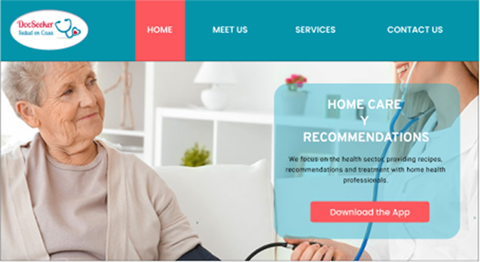 DocSeeker
Salud en Casa
HOME
MEET US
SERVICES
CONTACT US
HOME CARE
Y
RECOMMENDATIONS
We focus on the health sector, providing recipes,
recommendations and treatment with home health
professionals.
Download the App